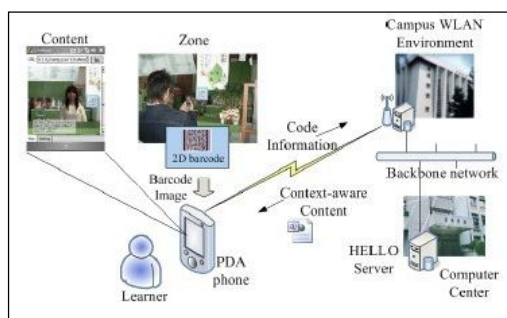 Content
Zone
Campus WLAN
Environment
2D barcode
Code
Information
Barcode
Image
Context-aware
Content
Backbone network
PDA
phone
Learner
HELLO
Server
Computer
Center